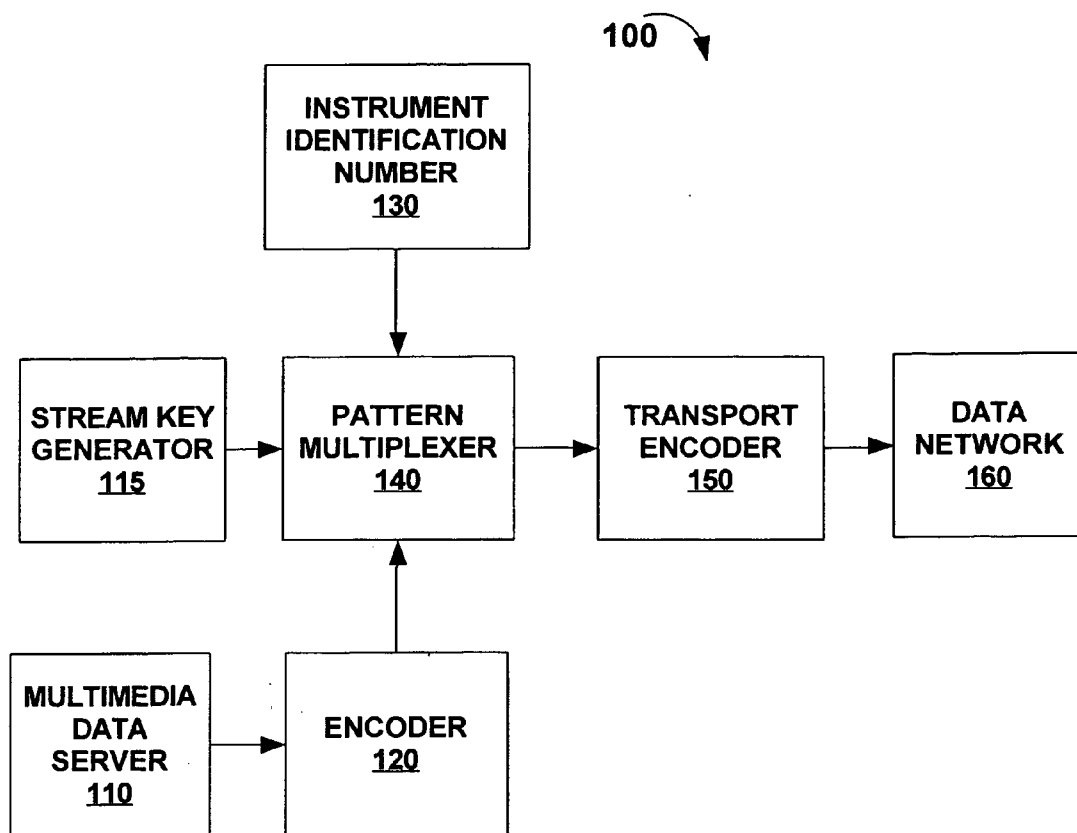 100
INSTRUMENT
IDENTIFICATION
NUMBER
130
STREAM KEY
GENERATOR
115
PATTERN
MULTIPLEXER
140
TRANSPORT
ENCODER
150
DATA
NETWORK
160
MULTIMEDIA
DATA
SERVER
110
ENCODER
120